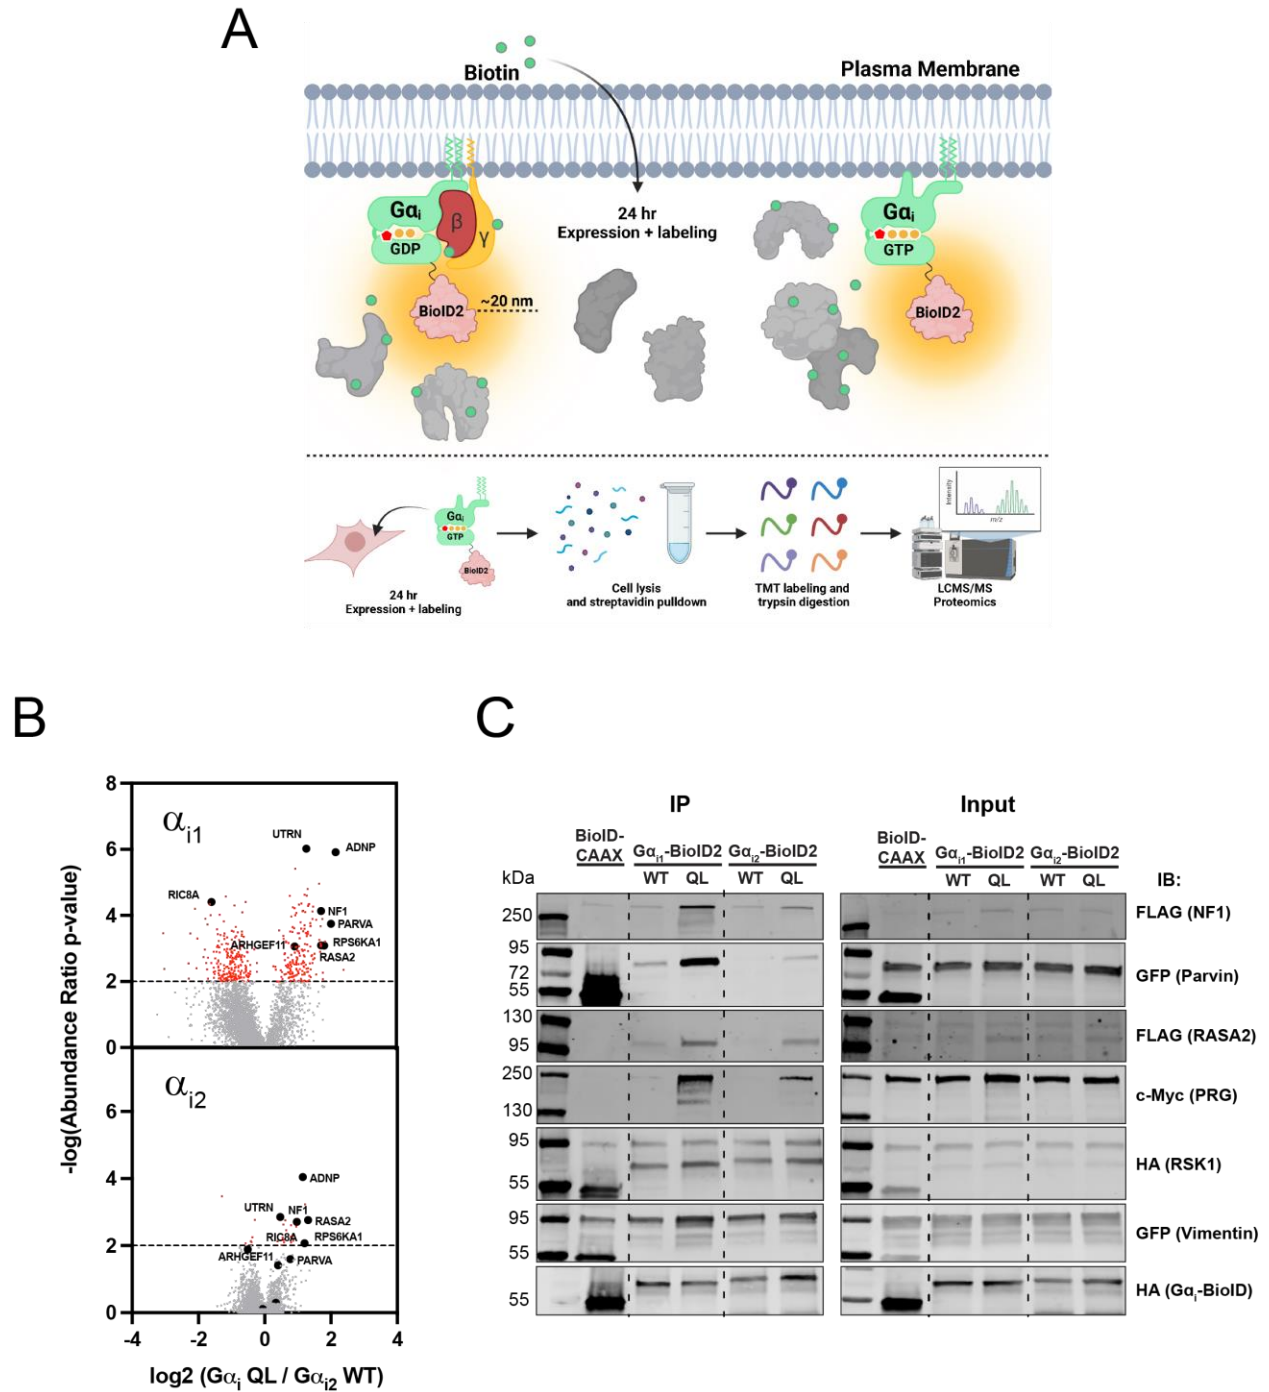 A
Biotin
Plasma Membrane
Gαi
β
γ
GDP
BioID2
~20 nm
24 hr
Expression + labeling
Gαi
GTP
BioID2
Gαi
GTP
BioID2
24 hr
Expression + labeling
Cell lysis
and streptavidin pulldown
TMT labeling and
trypsin digestion
Intensity
m/z
LCMS/MS
Proteomics
B
-log(Abundance Ratio p-value)
8
6
4
2
0
αi1
UTRN
ADNP
RIC8A
NF1
PARVA
ARHGEF11
RPS6KA1
RASA2
6
4
2
0
αi2
ADNP
UTRN
NF1
RASA2
RIC8A
RPS6KA1
ARHGEF11
PARVA
-4 -2 0 2 4
log2 (Gαi QL / Gαi2 WT)
C
IP
Input
BioID-
CAAX
Gαi1-BioID2
Gαi2-BioID2
BioID-
CAAX
Gαi1-BioID2
Gαi2-BioID2
kDa
WT QL WT QL
WT QL WT QL
IB:
250
FLAG (NF1)
95
72
55
GFP (Parvin)
130
95
FLAG (RASA2)
250
130
c-Myc (PRG)
95
55
HA (RSK1)
95
55
GFP (Vimentin)
55
HA (Gαi-BioID)